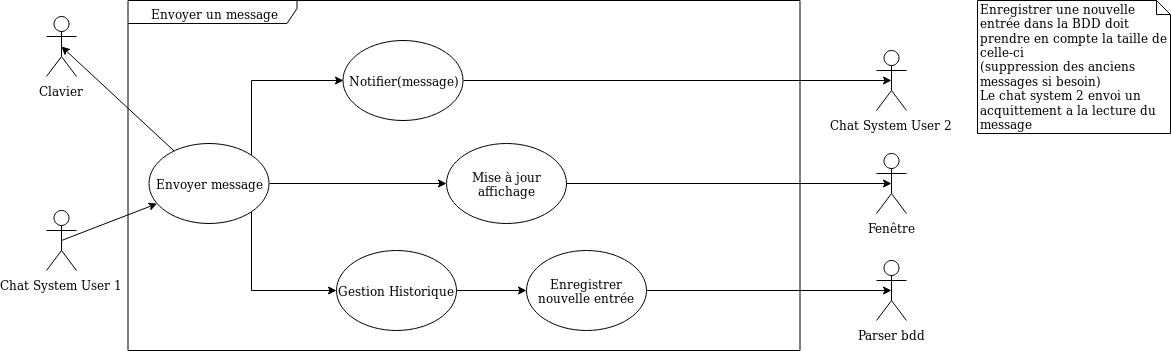 Envoyer un message
Clavier
Chat System User 1
Envoyer message
Notifier(message)
Mise à jour
affichage
Gestion Historique
Enregistrer
nouvelle entrée
Chat System User 2
Fenêtre
Parser bdd
Enregistrer une nouvelle
entrée dans la BDD doit
prendre en compte la taille de
celle-ci
(suppression des anciens
messages si besoin)
Le chat system 2 envoi un
acquittement a la lecture du
message